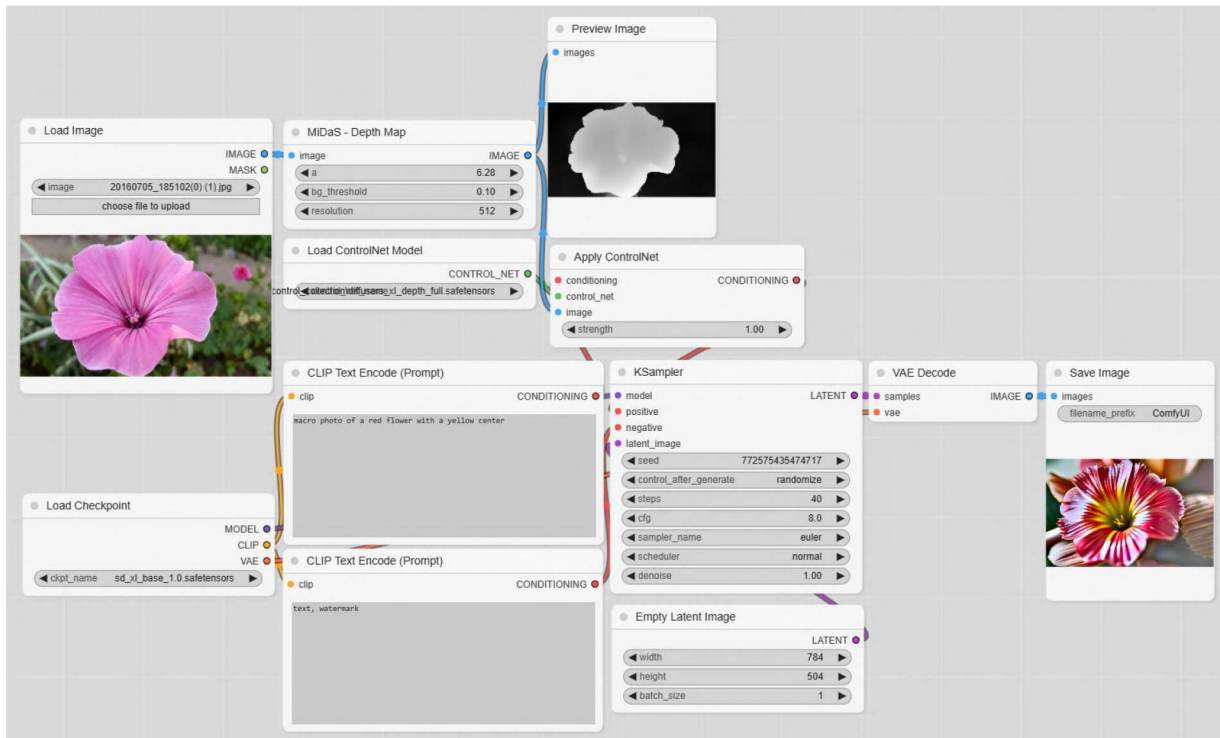 Preview Image
images
Load Image
IMAGE
MASK
image 20160705_185102(0) (1).jpg
choose file to upload
MiDaS - Depth Map
image IMAGE
a 6.28
bg_threshold 0.10
resolution 512
Load ControlNet Model
CONTROL_NET
xl_depth_full.safetensors
Apply ControlNet
conditioning CONDITIONING
control_net
image
strength 1.00
CLIP Text Encode (Prompt)
clip CONDITIONING
macro photo of a red flower with a yellow center
KSampler
model LATENT
positive
negative
latent_image
seed 772575435474717
control_after_generate randomize
steps 40
cfg 8.0
sampler_name euler
scheduler normal
denoise 1.00
VAE Decode
samples IMAGE
vae
Save Image
images
filename_prefix ComfyUI
Load Checkpoint
MODEL
CLIP
VAE
ckpt_name sd_xl_base_1.0.safetensors
CLIP Text Encode (Prompt)
clip CONDITIONING
text, watermark
Empty Latent Image
LATENT
width 784
height 504
batch_size 1